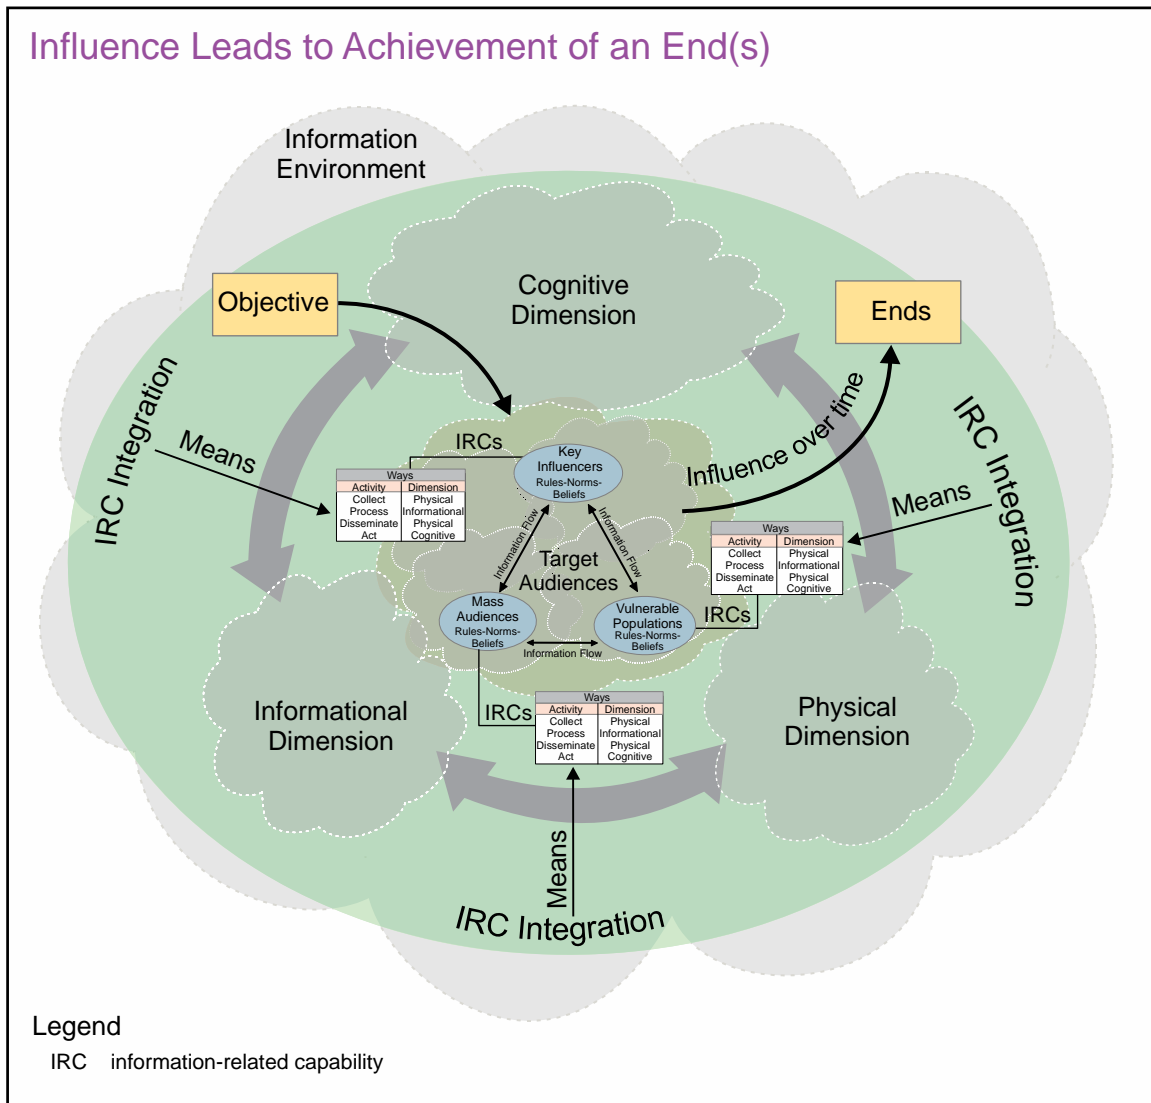 Influence Leads to Achievement of an End(s)
Information
Environment
Cognitive
Dimension
Objective
Ends
IRC Integration
Means
IRCs
Ways
Activity Dimension
Collect Physical
Process Informational
Disseminate Physical
Act Cognitive
Key
Influencers
Rules-Norms-
Beliefs
Influence over time
IRC Integration
Means
Ways
Activity Dimension
Collect Physical
Process Informational
Disseminate Physical
Act Cognitive
IRCs
Information Flow
Information Flow
Target
Audiences
Mass
Audiences
Rules-Norms-
Beliefs
Vulnerable
Populations
Rules-Norms-
Beliefs
Information Flow
Informational
Dimension
IRCs
Ways
Activity Dimension
Collect Physical
Process Informational
Disseminate Physical
Act Cognitive
Physical
Dimension
Means
IRC Integration
Legend
IRC information-related capability